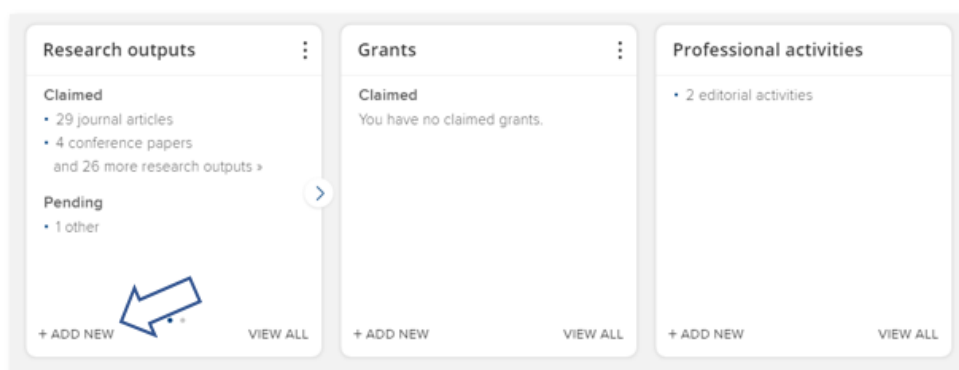 Research outputs
Claimed
• 29 journal articles
• 4 conference papers
and 26 more research outputs »
Pending
• 1 other
+ ADD NEW
VIEW ALL
Grants
Claimed
You have no claimed grants.
+ ADD NEW
VIEW ALL
Professional activities
• 2 editorial activities
+ ADD NEW
VIEW ALL